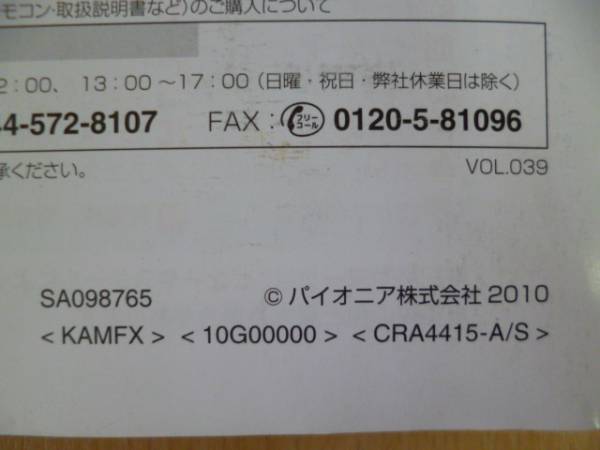 モコン・取扱説明書など)のご購入について
2:00、 13:00～17:00 (日曜・祝日・弊社休業日は除く)
4-572-8107 FAX: フリーコール 0120-5-81096
承ください。 VOL.039
SA098765 © パイオニア株式会社 2010
< KAMFX > < 10G00000 > < CRA4415-A/S >